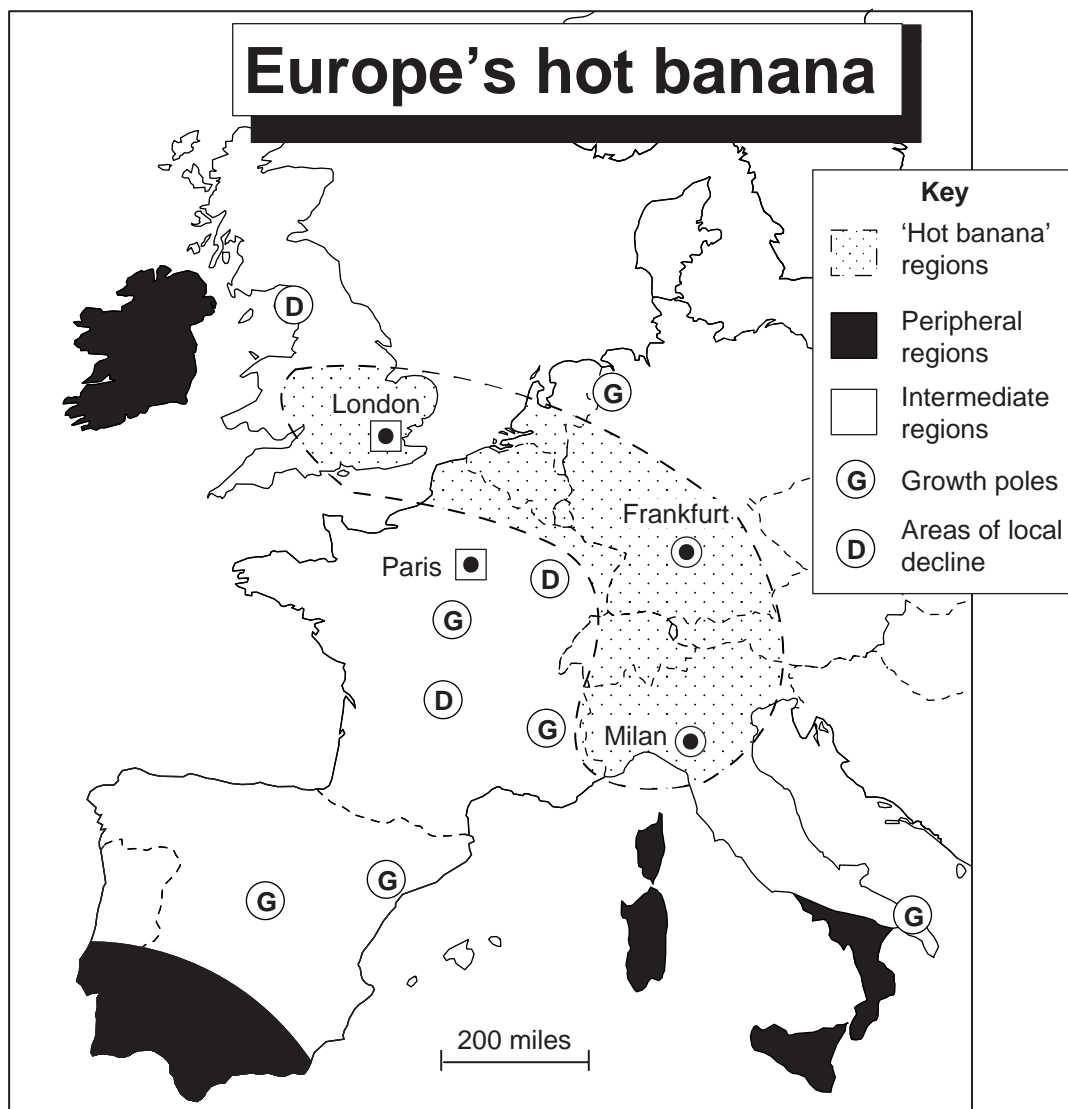 Europe’s hot banana
Key
‘Hot banana’
regions
Peripheral
regions
Intermediate
regions
G
Growth poles
D
Areas of local
decline
D
G
London
Frankfurt
Paris
D
G
D
G
Milan
G
G
G
200 miles